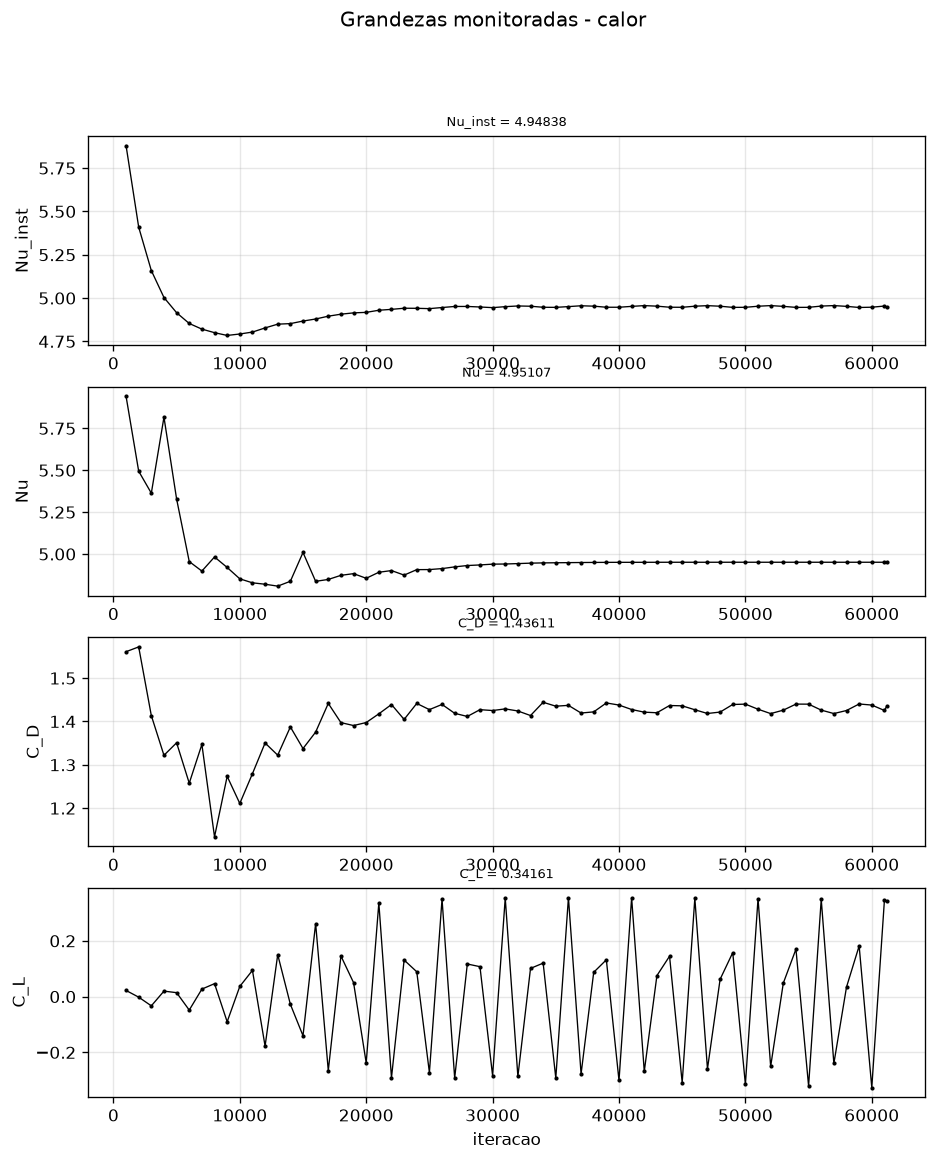 Grandezas monitoradas - calor
Nu_inst = 4.94838
Nu_inst
5.75
5.50
5.25
5.00
4.75
0 10000 20000 30000 40000 50000 60000
Nu = 4.95107
Nu
5.75
5.50
5.25
5.00
0 10000 20000 30000 40000 50000 60000
C_D = 1.43611
C_D
1.5
1.4
1.3
1.2
0 10000 20000 30000 40000 50000 60000
C_L = 0.34161
C_L
0.2
0.0
−0.2
0 10000 20000 30000 40000 50000 60000
iteracao